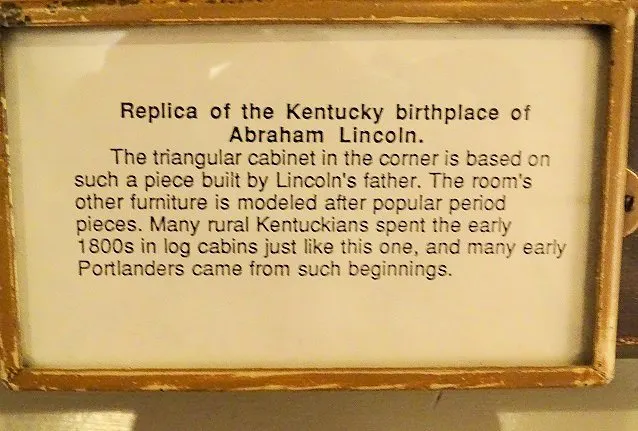 Replica of the Kentucky birthplace of
Abraham Lincoln.
The triangular cabinet in the corner is based on
such a piece built by Lincoln's father. The room's
other furniture is modeled after popular period
pieces. Many rural Kentuckians spent the early
1800s in log cabins just like this one, and many early
Portlanders came from such beginnings.